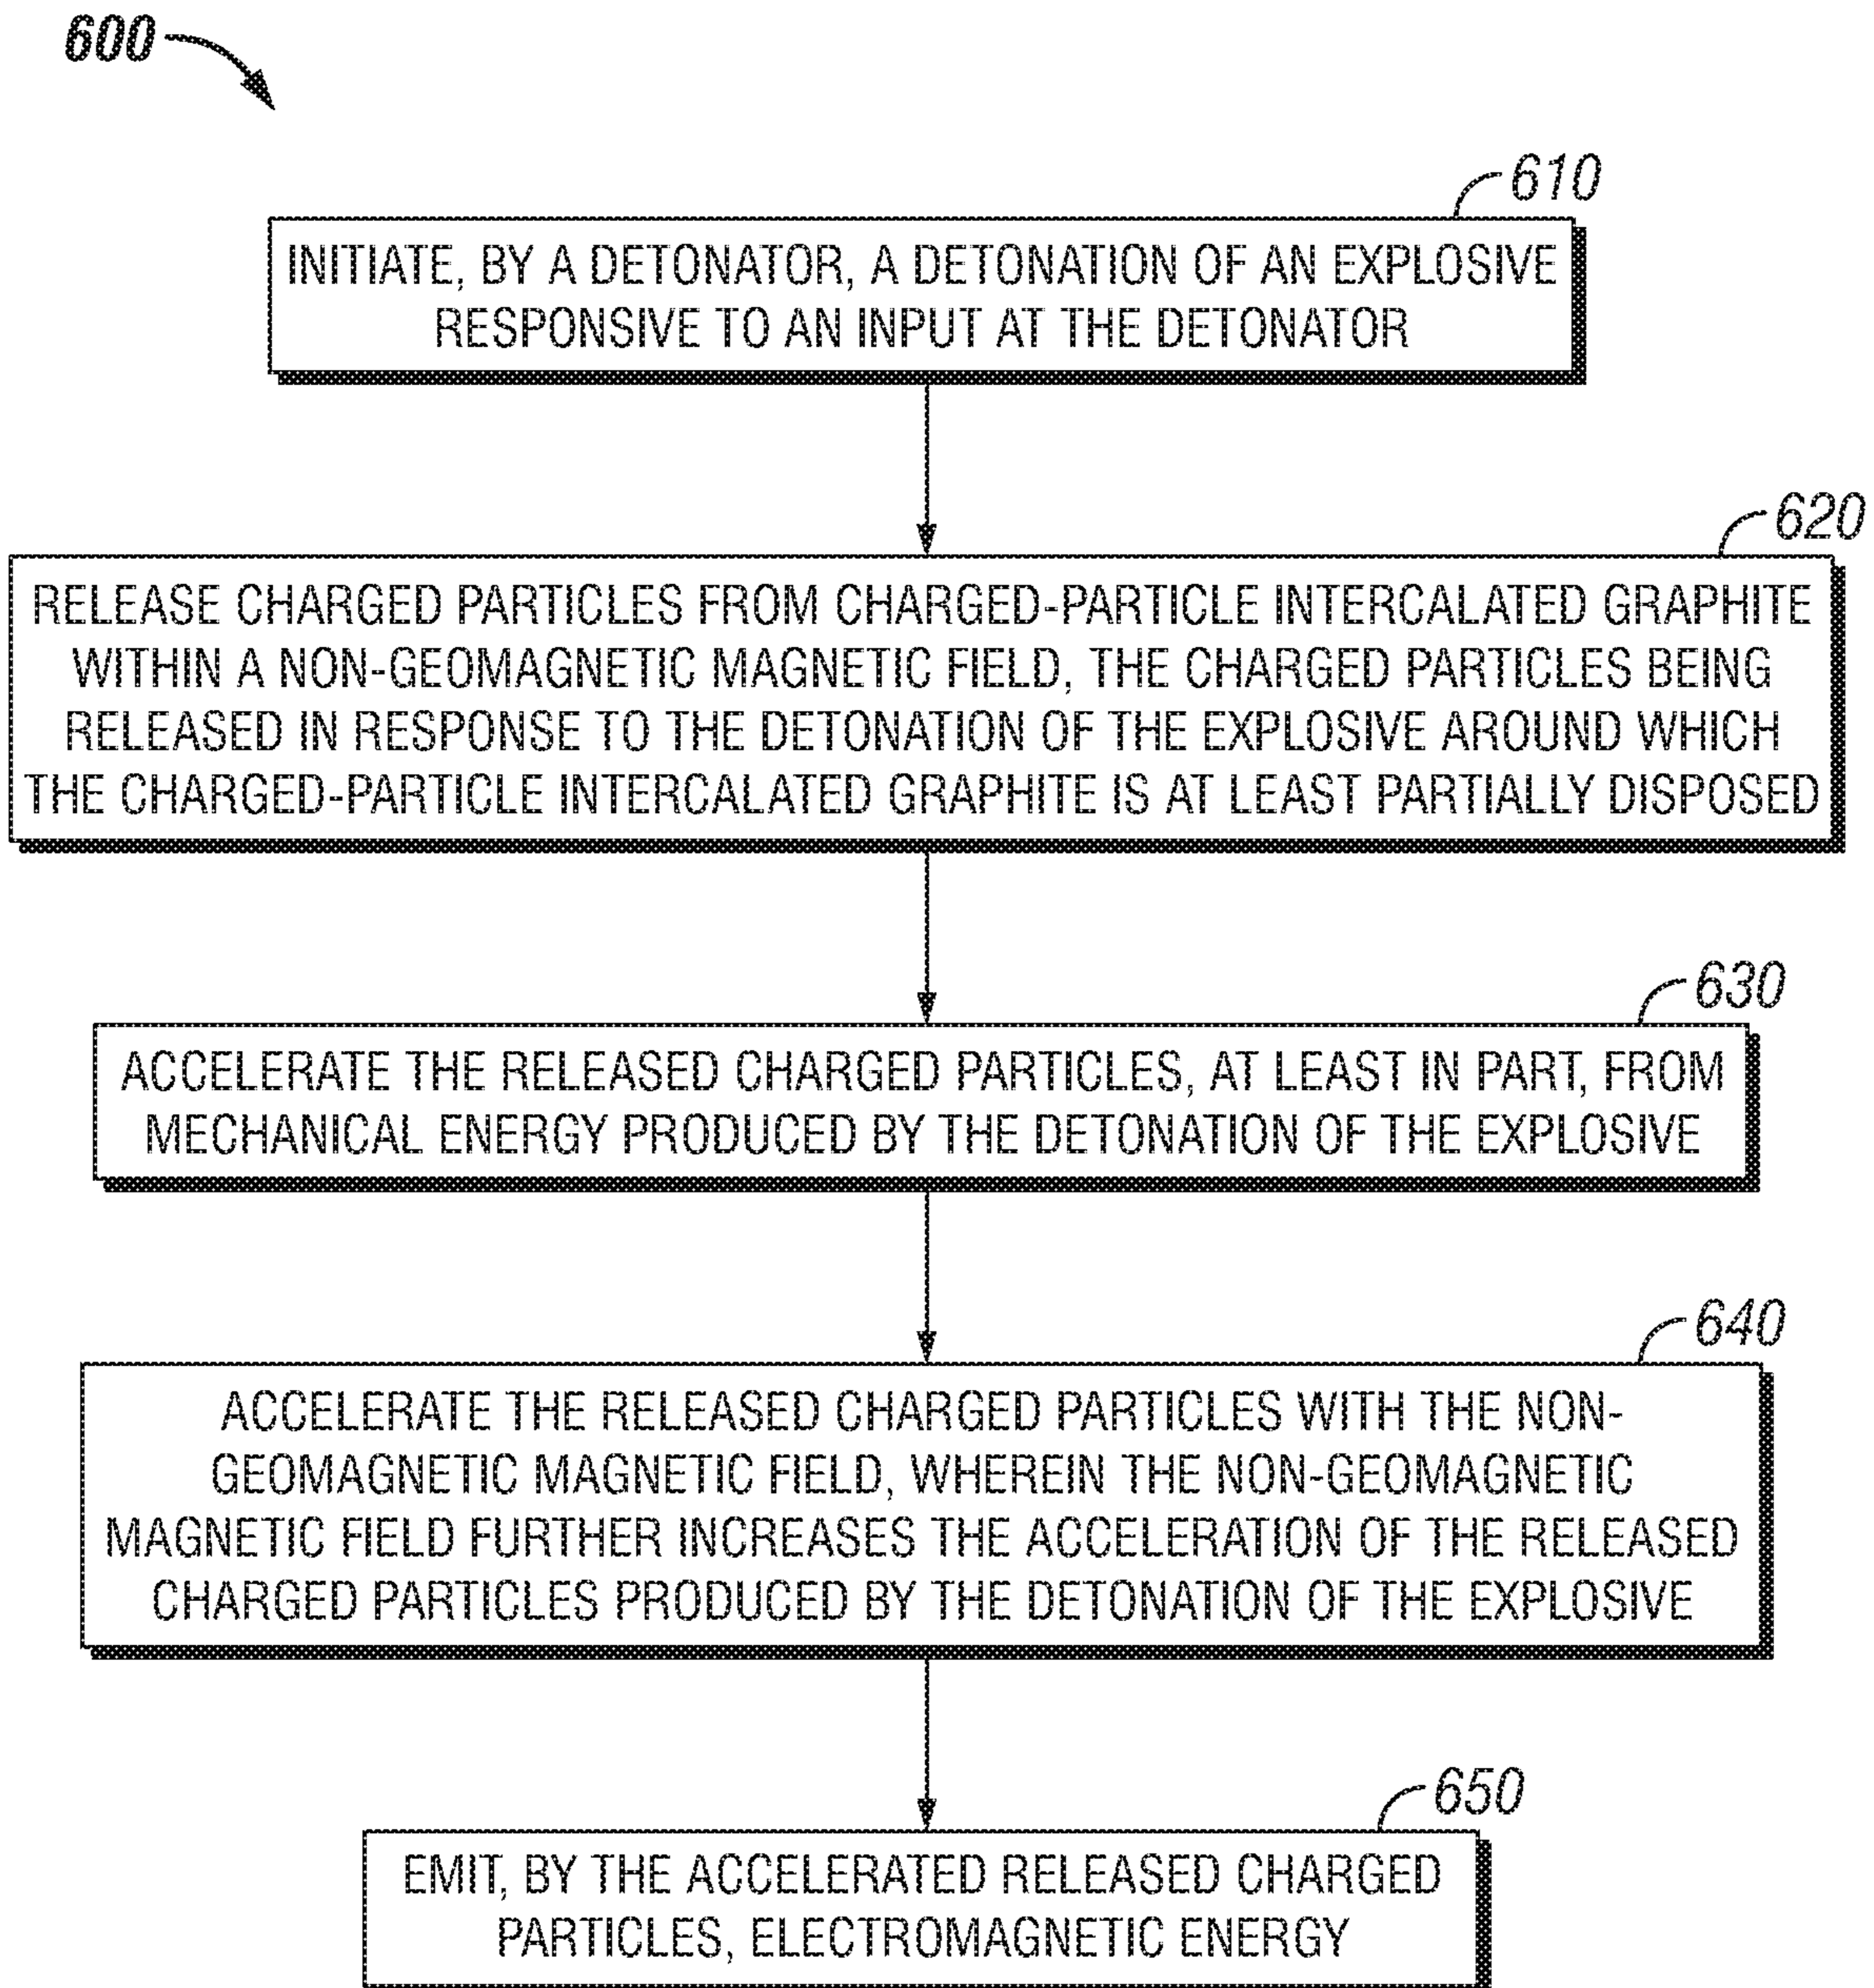 600
610
INITIATE, BY A DETONATOR, A DETONATION OF AN EXPLOSIVE
RESPONSIVE TO AN INPUT AT THE DETONATOR
620
RELEASE CHARGED PARTICLES FROM CHARGED-PARTICLE INTERCALATED GRAPHITE
WITHIN A NON-GEOMAGNETIC MAGNETIC FIELD, THE CHARGED PARTICLES BEING
RELEASED IN RESPONSE TO THE DETONATION OF THE EXPLOSIVE AROUND WHICH
THE CHARGED-PARTICLE INTERCALATED GRAPHITE IS AT LEAST PARTIALLY DISPOSED
630
ACCELERATE THE RELEASED CHARGED PARTICLES, AT LEAST IN PART, FROM
MECHANICAL ENERGY PRODUCED BY THE DETONATION OF THE EXPLOSIVE
640
ACCELERATE THE RELEASED CHARGED PARTICLES WITH THE NON-
GEOMAGNETIC MAGNETIC FIELD, WHEREIN THE NON-GEOMAGNETIC
MAGNETIC FIELD FURTHER INCREASES THE ACCELERATION OF THE RELEASED
CHARGED PARTICLES PRODUCED BY THE DETONATION OF THE EXPLOSIVE
650
EMIT, BY THE ACCELERATED RELEASED CHARGED
PARTICLES, ELECTROMAGNETIC ENERGY